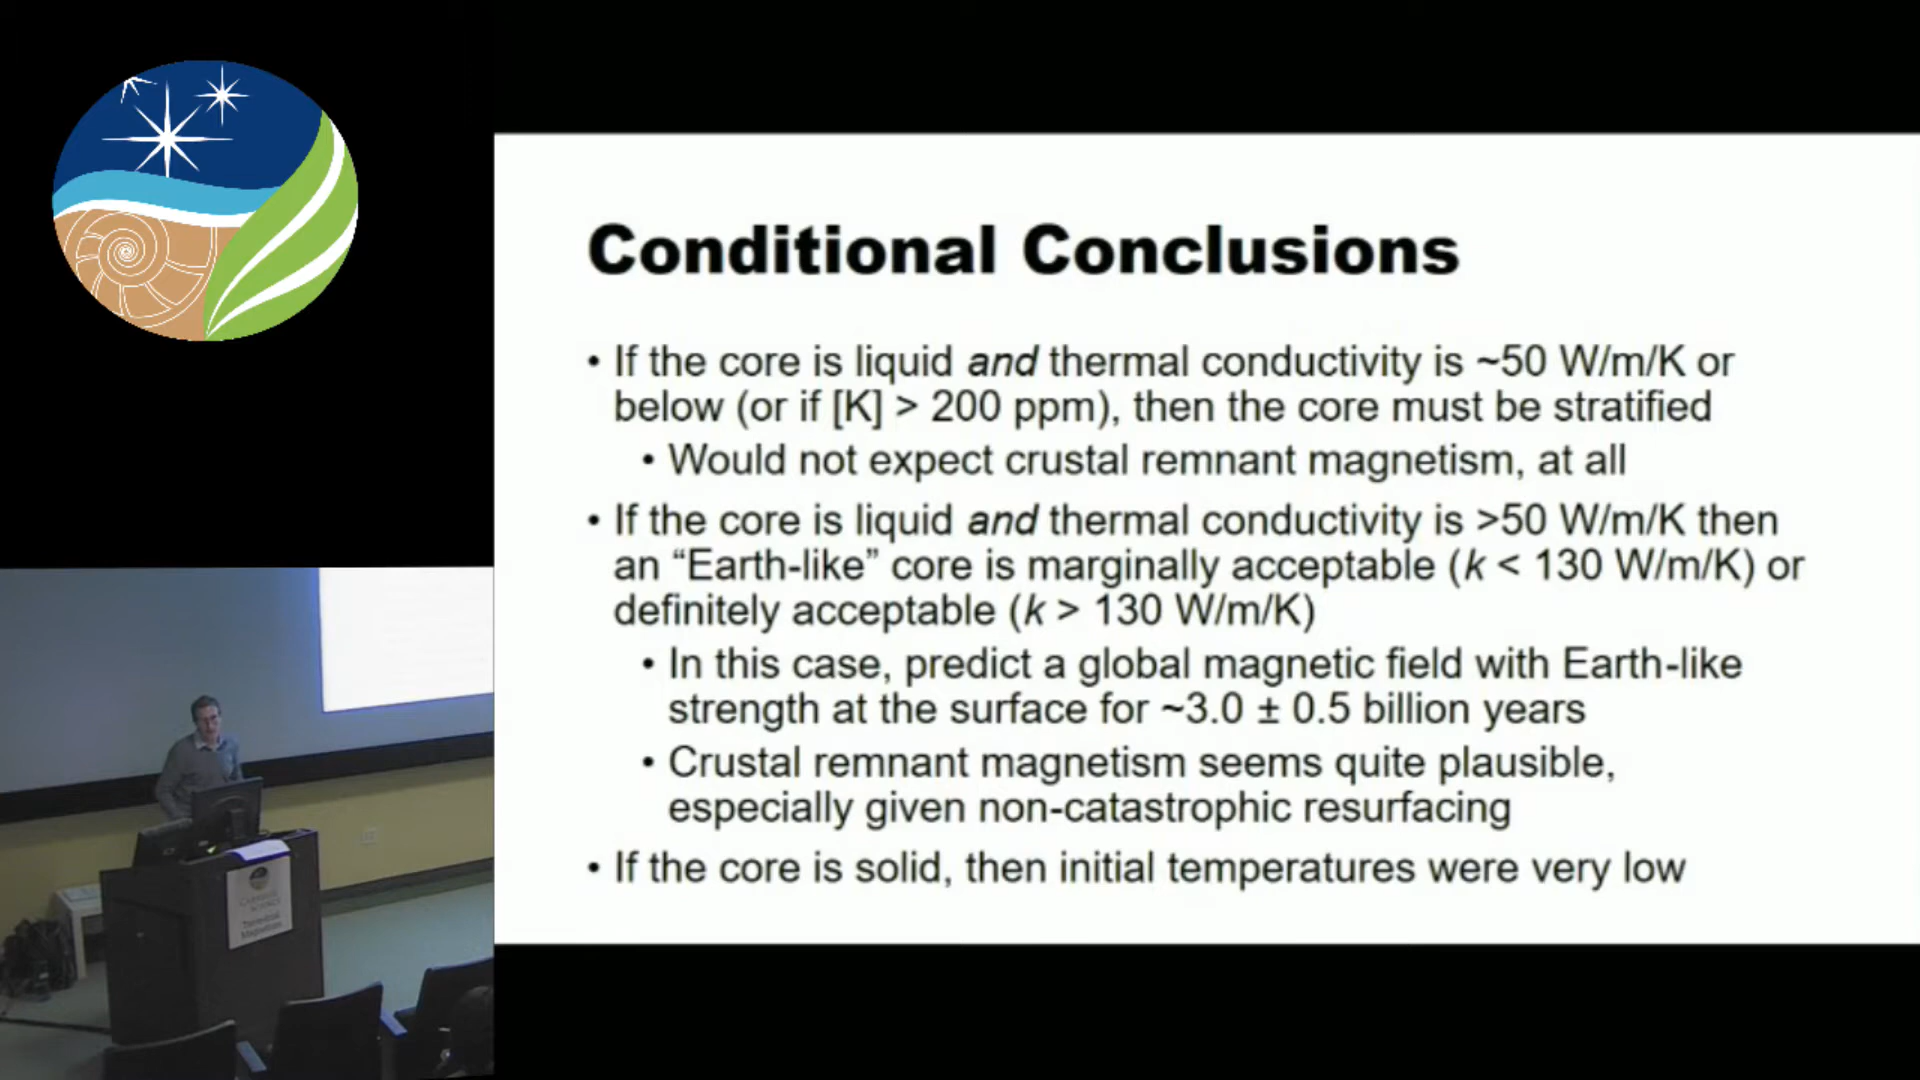 Conditional Conclusions
• If the core is liquid and thermal conductivity is ~50 W/m/K or
below (or if [K] > 200 ppm), then the core must be stratified
• Would not expect crustal remnant magnetism, at all
• If the core is liquid and thermal conductivity is >50 W/m/K then
an “Earth-like” core is marginally acceptable (k < 130 W/m/K) or
definitely acceptable (k > 130 W/m/K)
• In this case, predict a global magnetic field with Earth-like
strength at the surface for ~3.0 ± 0.5 billion years
• Crustal remnant magnetism seems quite plausible,
especially given non-catastrophic resurfacing
• If the core is solid, then initial temperatures were very low
Terrestrial
Magnetism